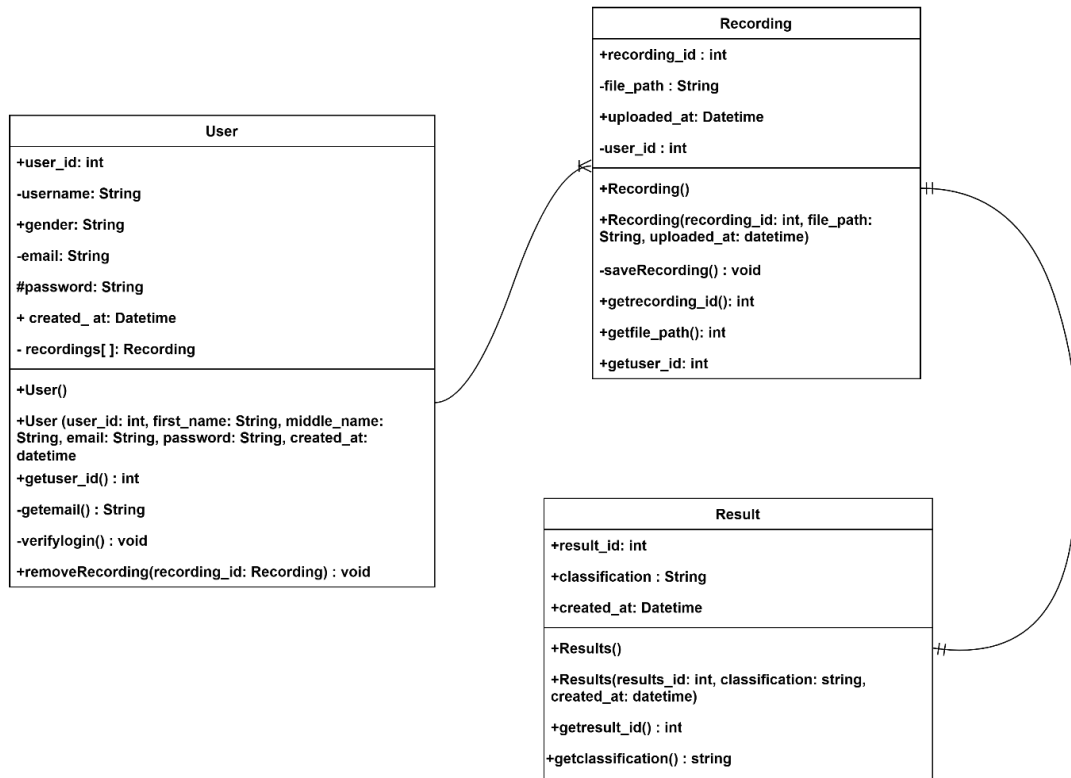 User
+user_id: int
-username: String
+gender: String
-email: String
#password: String
+ created_ at: Datetime
- recordings[ ]: Recording
+User()
+User (user_id: int, first_name: String, middle_name:
String, email: String, password: String, created_at:
datetime
+getuser_id() : int
-getemail() : String
-verifylogin() : void
+removeRecording(recording_id: Recording) : void
Recording
+recording_id : int
-file_path : String
+uploaded_at: Datetime
-user_id : int
+Recording()
+Recording(recording_id: int, file_path:
String, uploaded_at: datetime)
-saveRecording() : void
+getrecording_id(): int
+getfile_path(): int
+getuser_id: int
Result
+result_id: int
+classification : String
+created_at: Datetime
+Results()
+Results(results_id: int, classification: string,
created_at: datetime)
+getresult_id() : int
+getclassification() : string